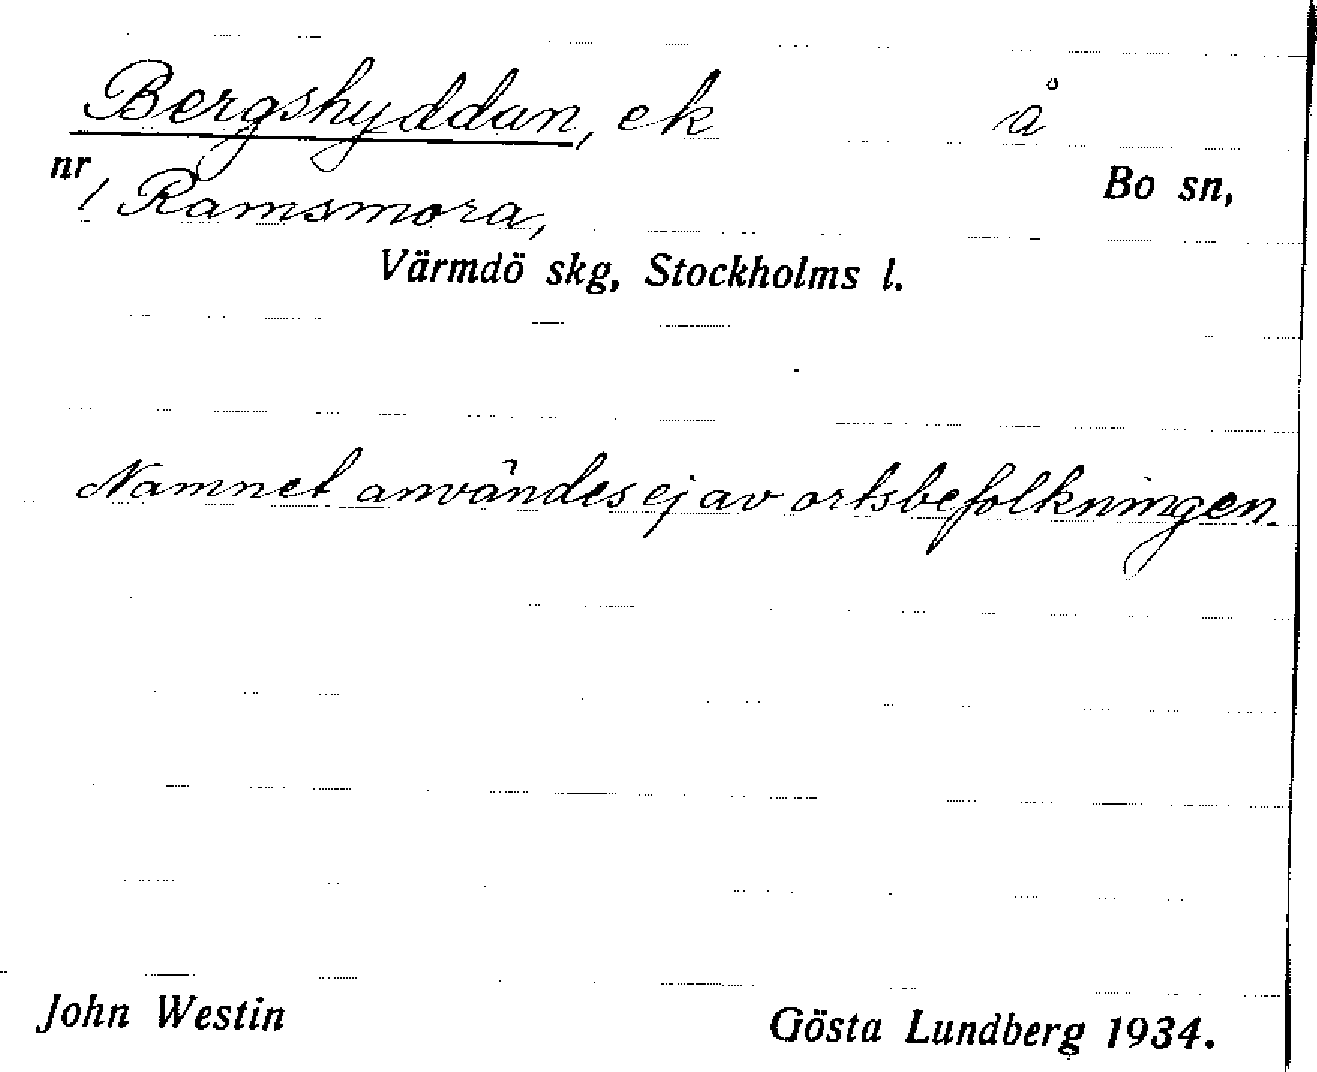 Bergshyddan, ek å
nr 1 Ramsmora, Bo sn,
Värmdö skg, Stockholms l.
Namnet användes ej av ortsbefolkningen.
John Westin Gösta Lundberg 1934.